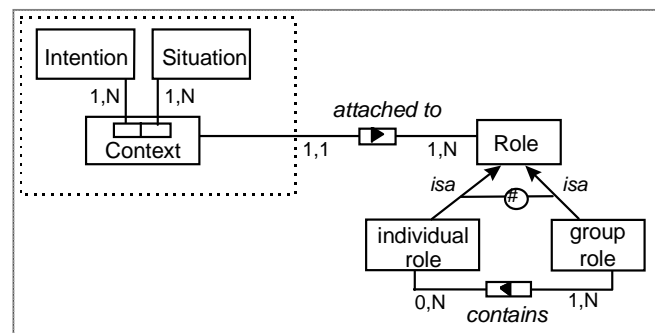 Intention
Situation
1,N
1,N
attached to
Context
1,1
1,N
Role
isa
#
isa
individual
role
group
role
0,N
1,N
contains